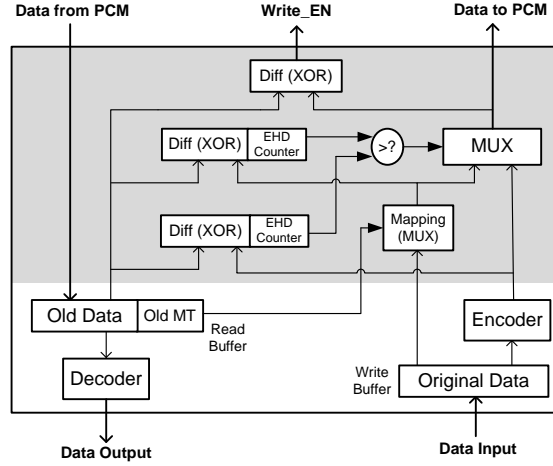 Data from PCM
Write_EN
Data to PCM
Diff (XOR)
Diff (XOR)
EHD
Counter
>?
MUX
Diff (XOR)
EHD
Counter
Mapping
(MUX)
Old Data
Old MT
Read
Buffer
Encoder
Decoder
Write
Buffer
Original Data
Data Output
Data Input